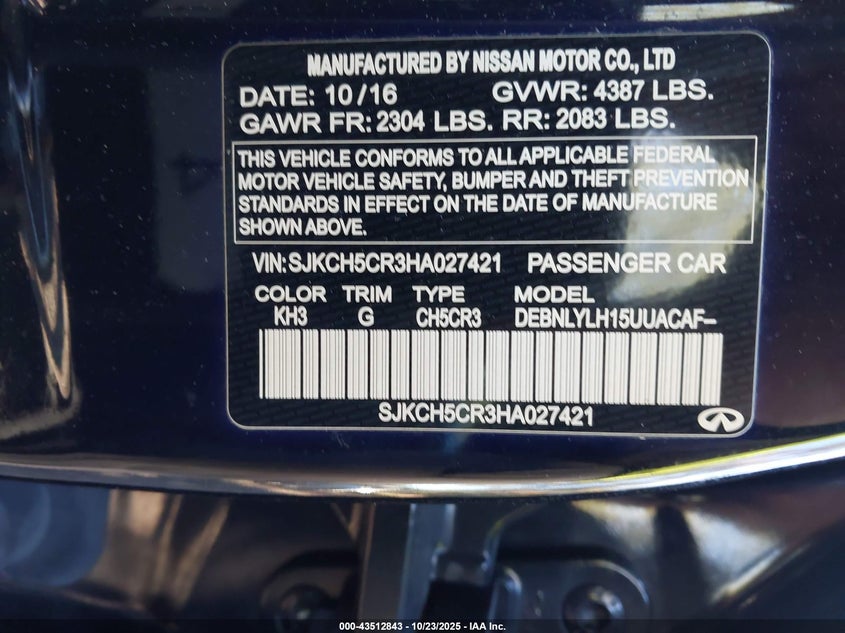 MANUFACTURED BY NISSAN MOTOR CO., LTD
DATE: 10/16 GVWR: 4387 LBS.
GAWR FR: 2304 LBS. RR: 2083 LBS.
THIS VEHICLE CONFORMS TO ALL APPLICABLE FEDERAL
MOTOR VEHICLE SAFETY, BUMPER AND THEFT PREVENTION
STANDARDS IN EFFECT ON THE DATE OF MANUFACTURE
SHOWN ABOVE.
VIN: SJKCH5CR3HA027421 PASSENGER CAR
COLOR TRIM TYPE MODEL
KH3 G CH5CR3 DEBNLYLH15UUACAF-
SJKCH5CR3HA027421
000-43512843 / 10/23/2025 - IAA Inc.